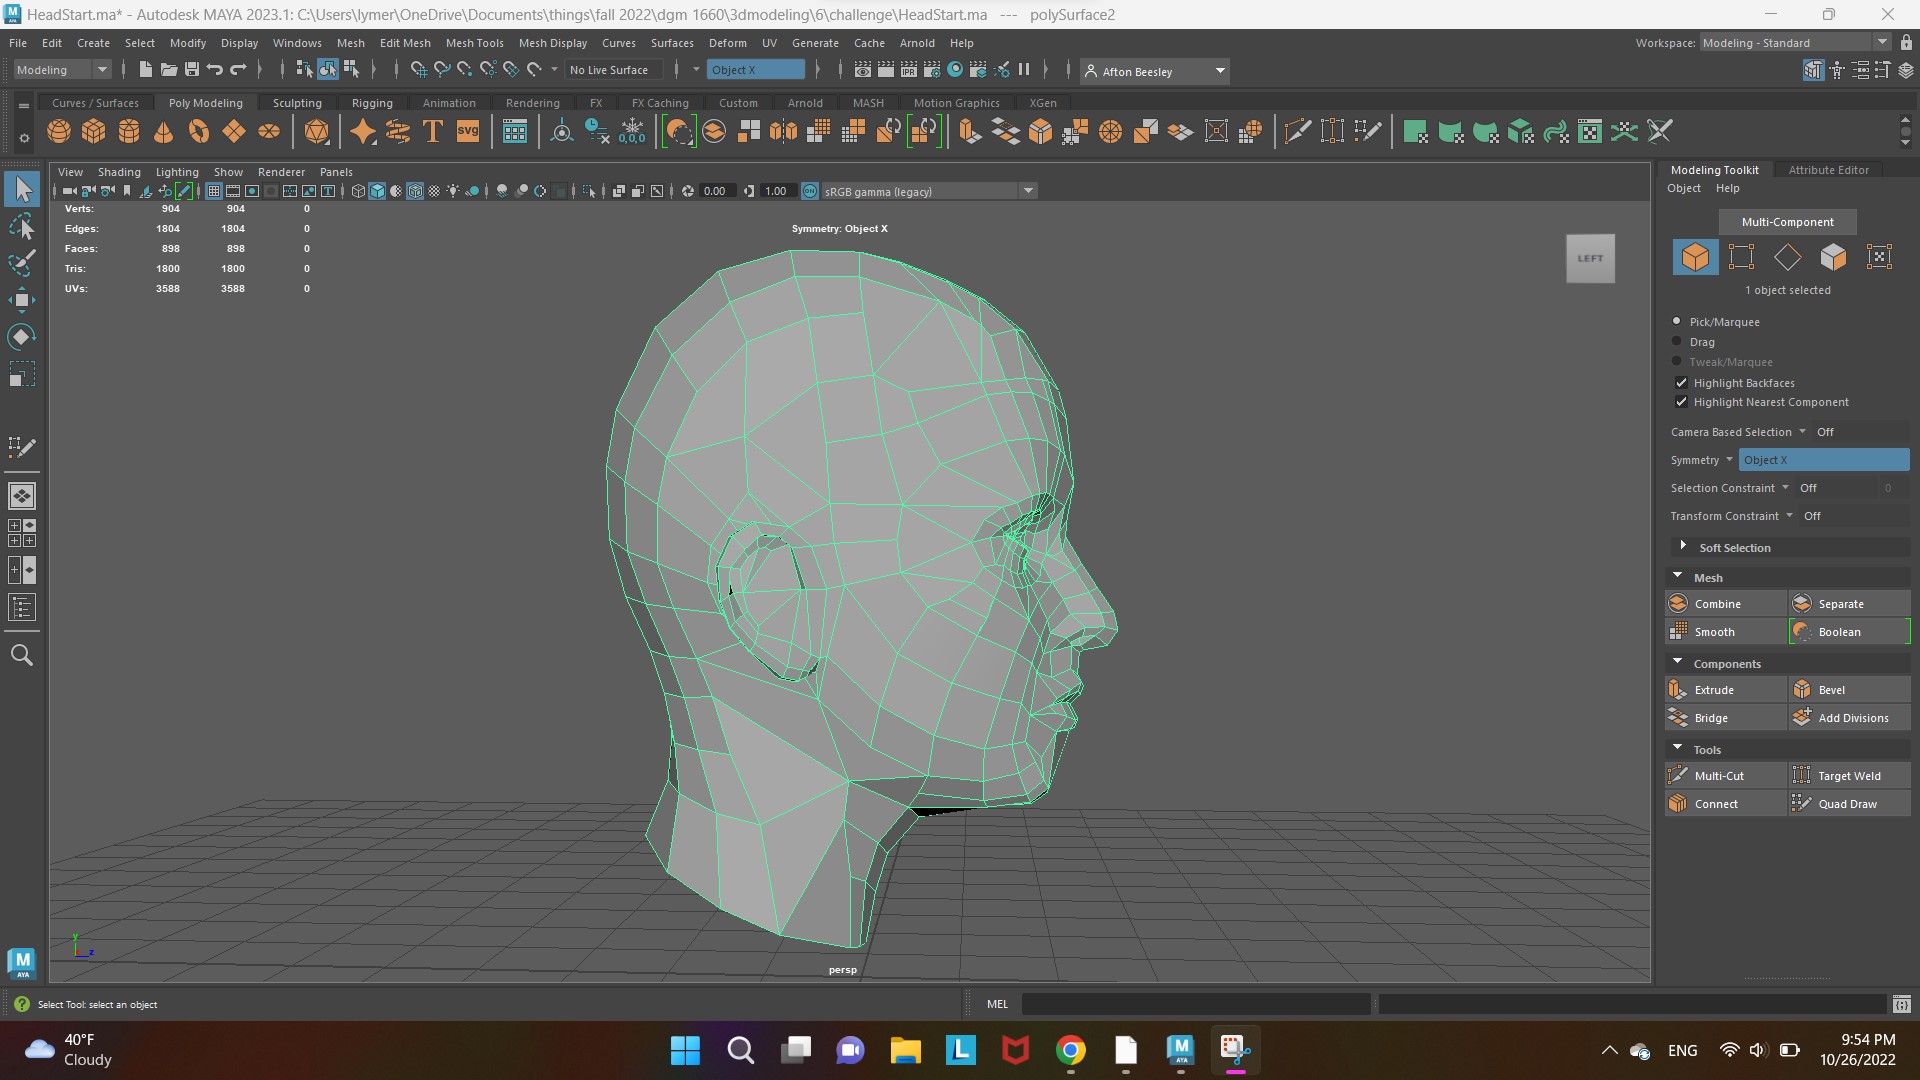 HeadStart.ma* - Autodesk MAYA 2023.1: C:\Users\lymer\OneDrive\Documents\things\fall 2022\dgm 1660\3dmodeling\6\challenge\HeadStart.ma --- polySurface2
File Edit Create Select Modify Display Windows Mesh Edit Mesh Mesh Tools Mesh Display Curves Surfaces Deform UV Generate Cache Arnold Help
Workspace: Modeling - Standard
Modeling No Live Surface Object X Afton Beesley
Curves / Surfaces Poly Modeling Sculpting Rigging Animation Rendering FX FX Caching Custom Arnold MASH Motion Graphics XGen
T SVG 0,0,0
IPR
View Shading Lighting Show Renderer Panels
0.00 1.00 ON sRGB gamma (legacy)
Verts: 904 904 0
Edges: 1804 1804 0
Faces: 898 898 0
Tris: 1800 1800 0
UVs: 3588 3588 0
Symmetry: Object X
LEFT
y
z
persp
Modeling Toolkit Attribute Editor
Object Help
Multi-Component
1 object selected
Pick/Marquee
Drag
Tweak/Marquee
Highlight Backfaces
Highlight Nearest Component
Camera Based Selection Off
Symmetry Object X
Selection Constraint Off 0
Transform Constraint Off
Soft Selection
Mesh
Combine Separate
Smooth Boolean
Components
Extrude Bevel
Bridge Add Divisions
Tools
Multi-Cut Target Weld
Connect Quad Draw
M
AYA
Select Tool: select an object
MEL
40°F
Cloudy
L
M
AYA
ENG
9:54 PM
10/26/2022